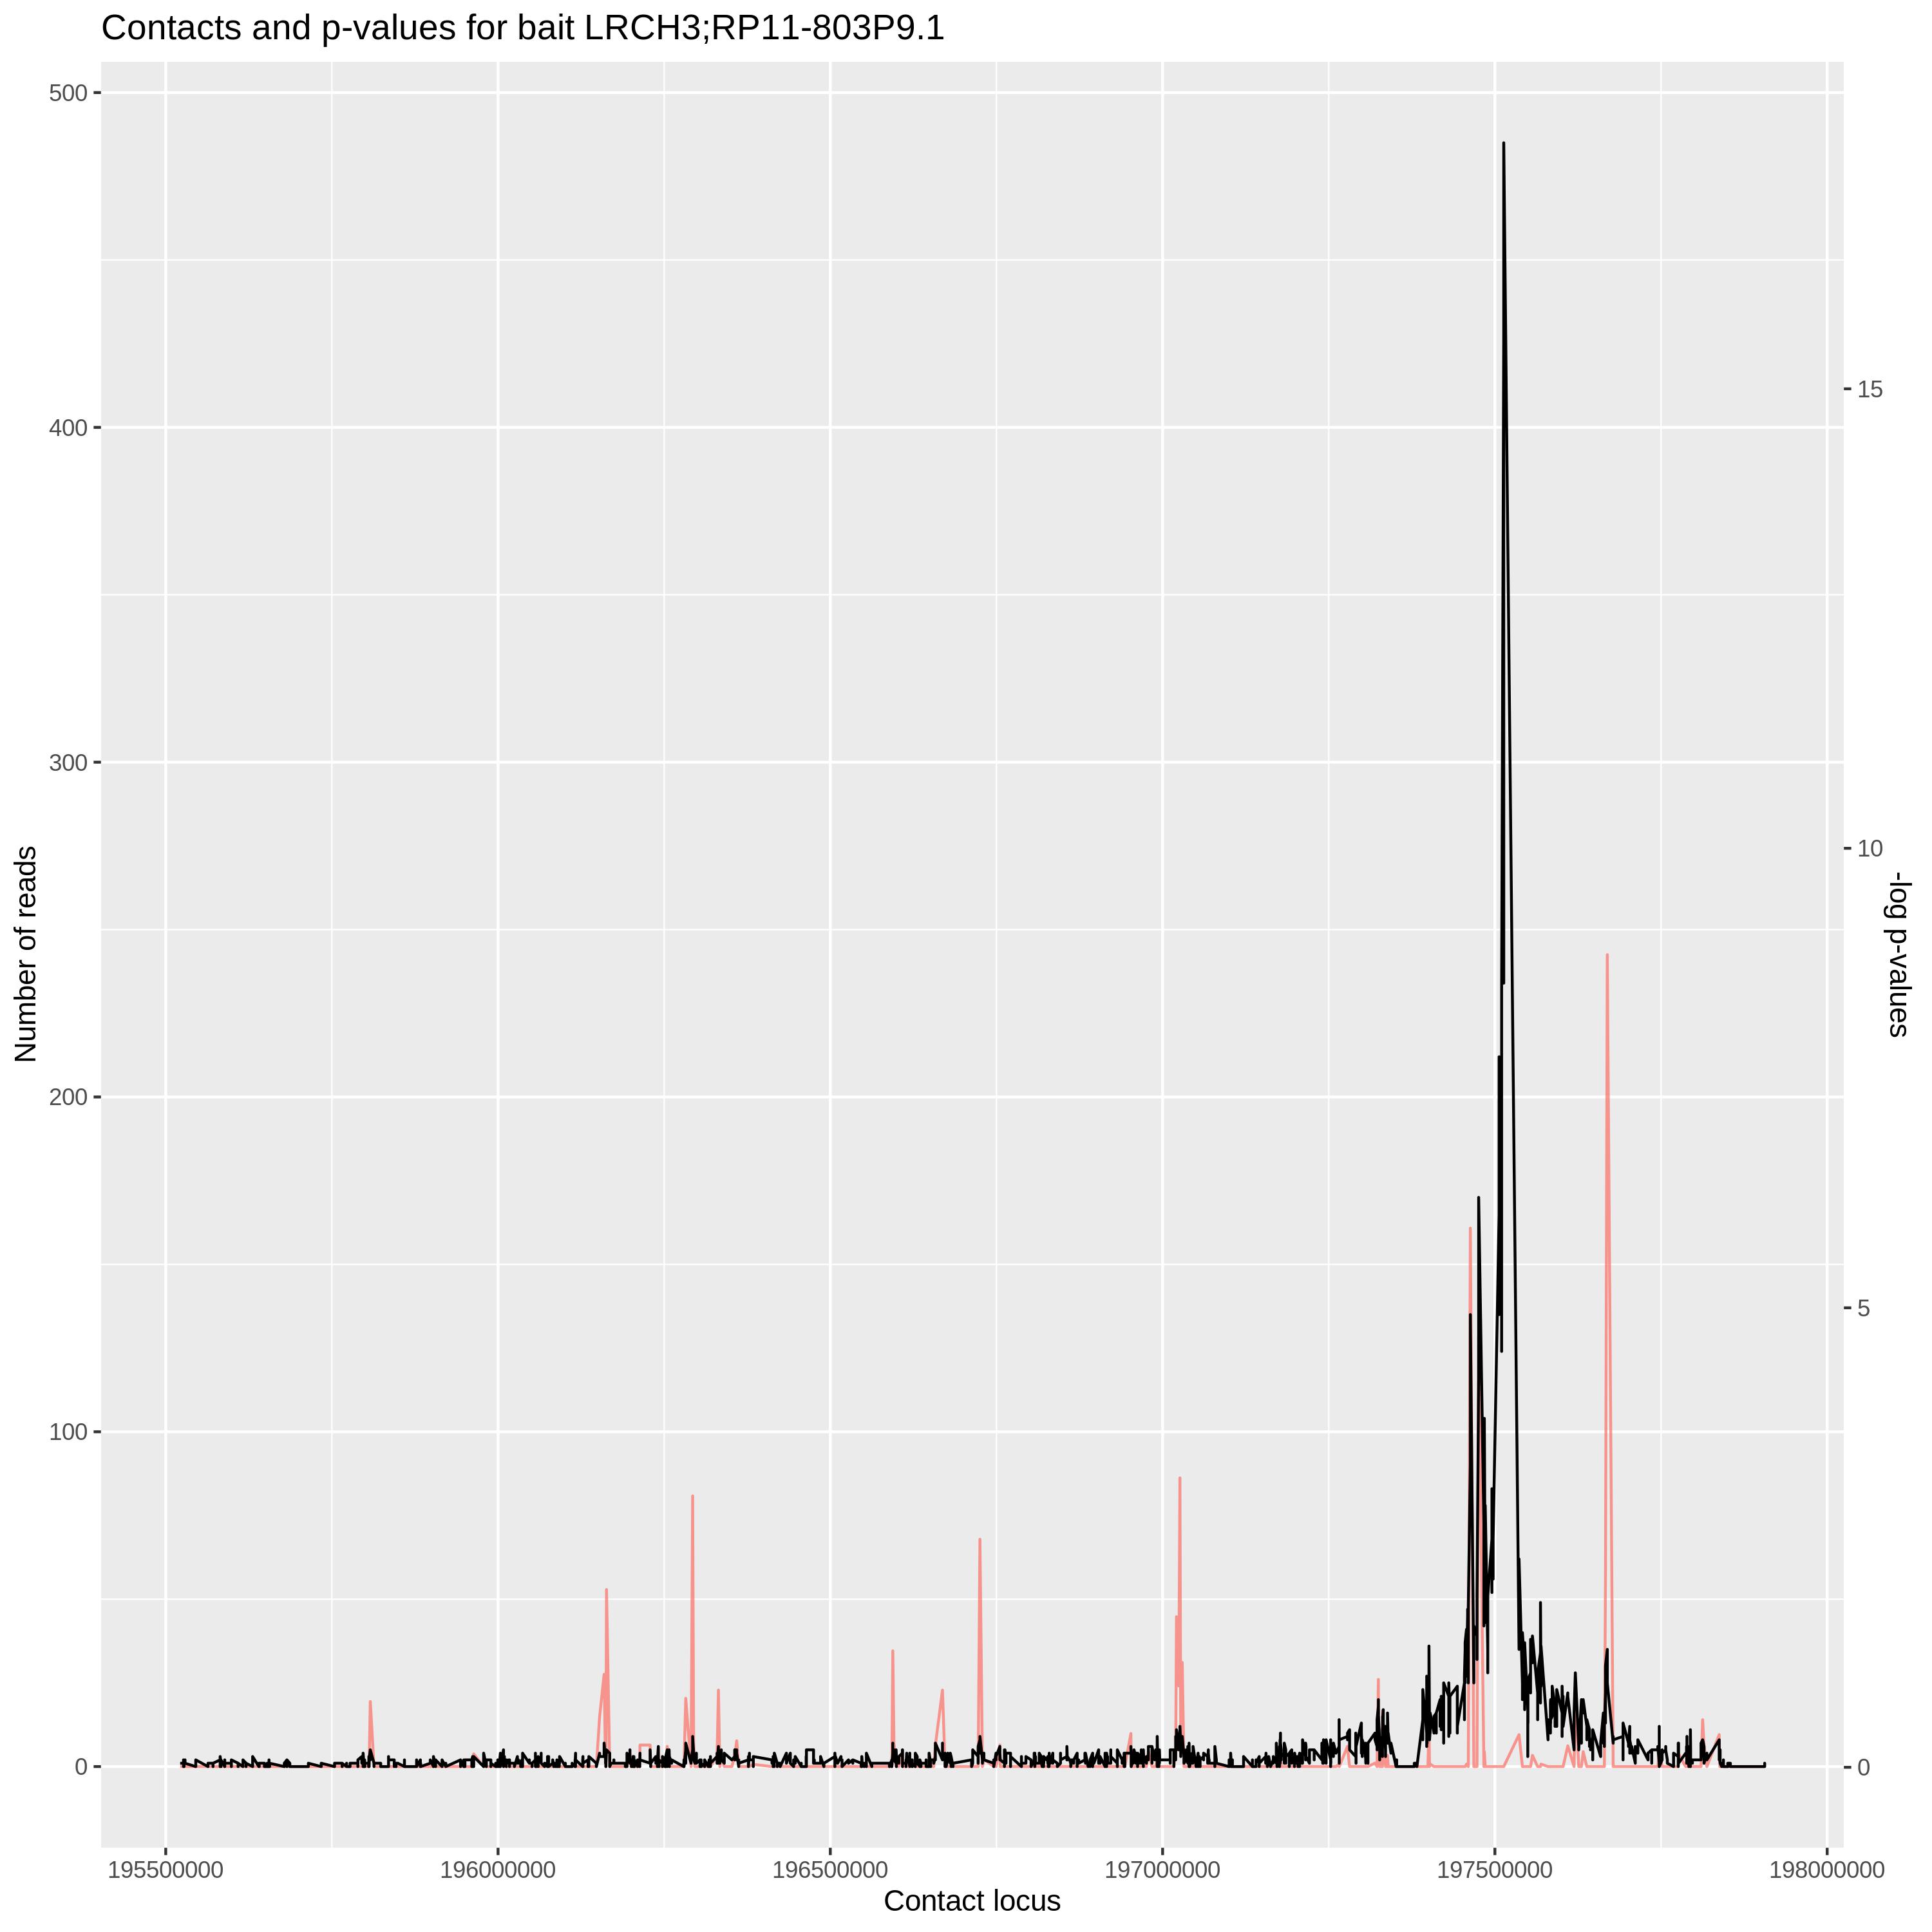 Contacts and p-values for bait LRCH3;RP11-803P9.1
500
400
300
200
100
0
Number of reads
15
10
5
0
-log p-values
195500000 196000000 196500000 197000000 197500000 198000000
Contact locus